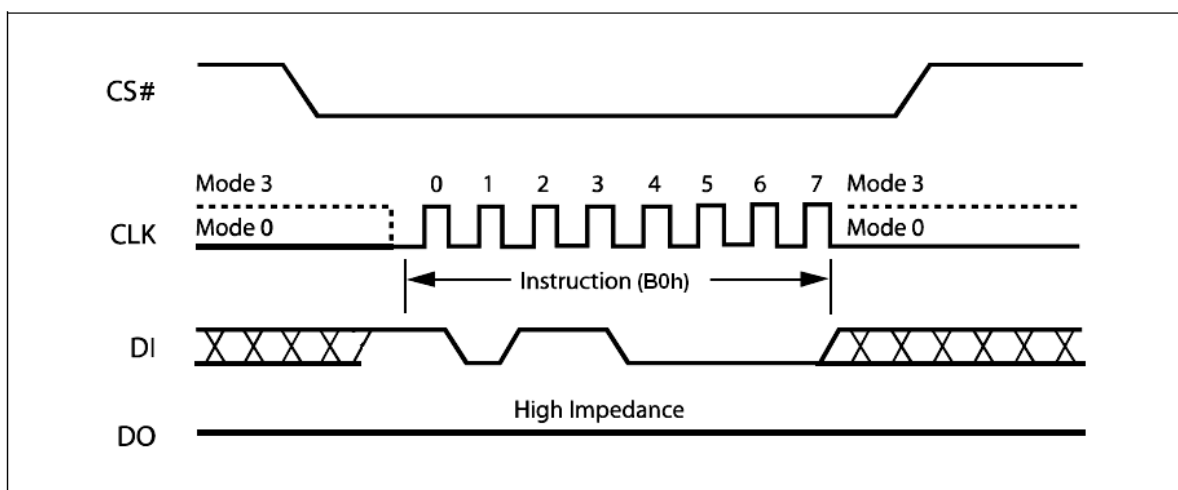 CS#
Mode 3 0 1 2 3 4 5 6 7 Mode 3
CLK Mode 0 Mode 0
Instruction (B0h)
DI
High Impedance
DO